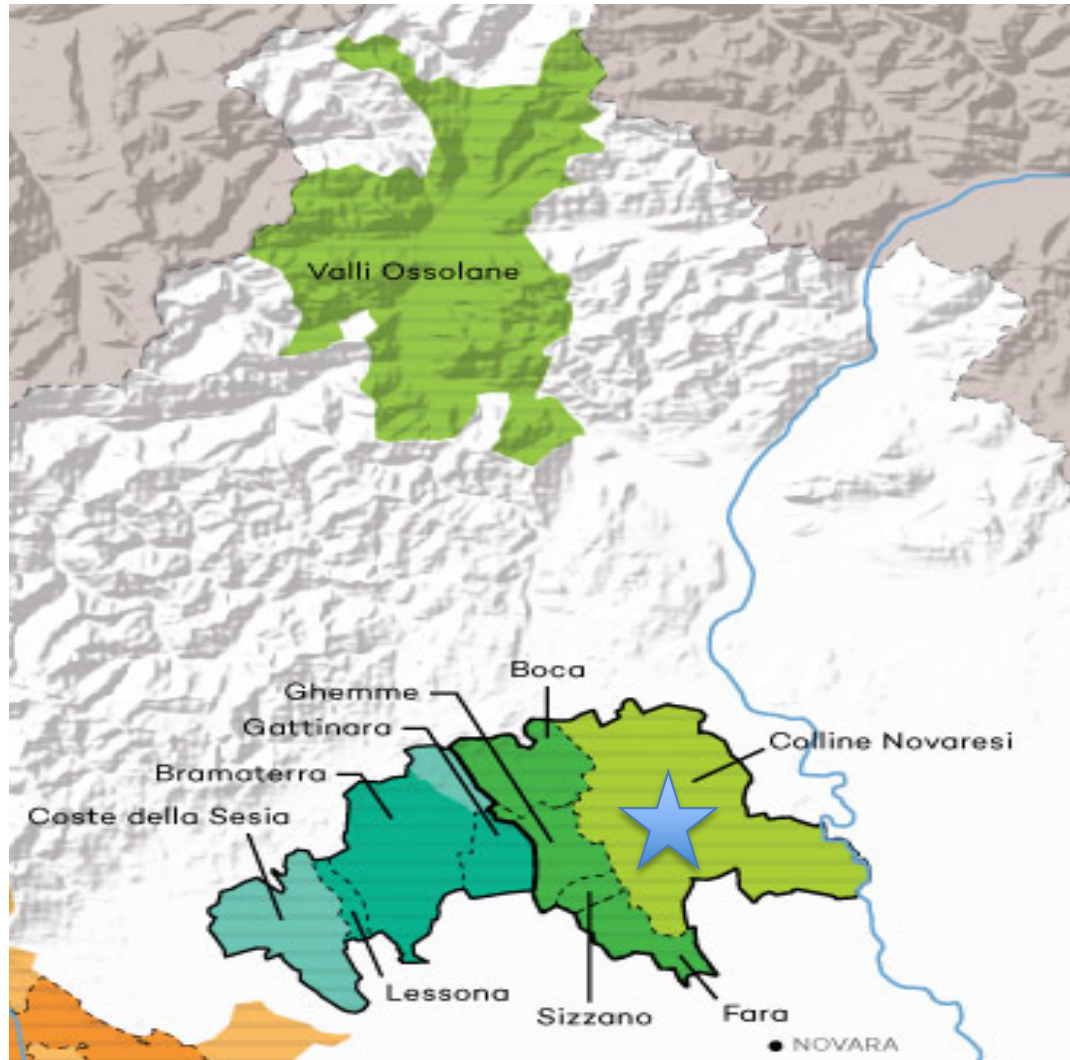 Valli Ossolane
Boca
Ghemme
Gattinara
Colline Novaresi
Bramaterra
Coste della Sesia
Lessona
Sizzano
Fara
NOVARA